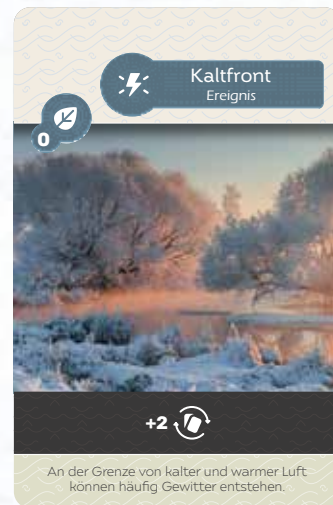 Kaltfront
Ereignis
0
+2
An der Grenze von kalter und warmer Luft
können häufig Gewitter entstehen.